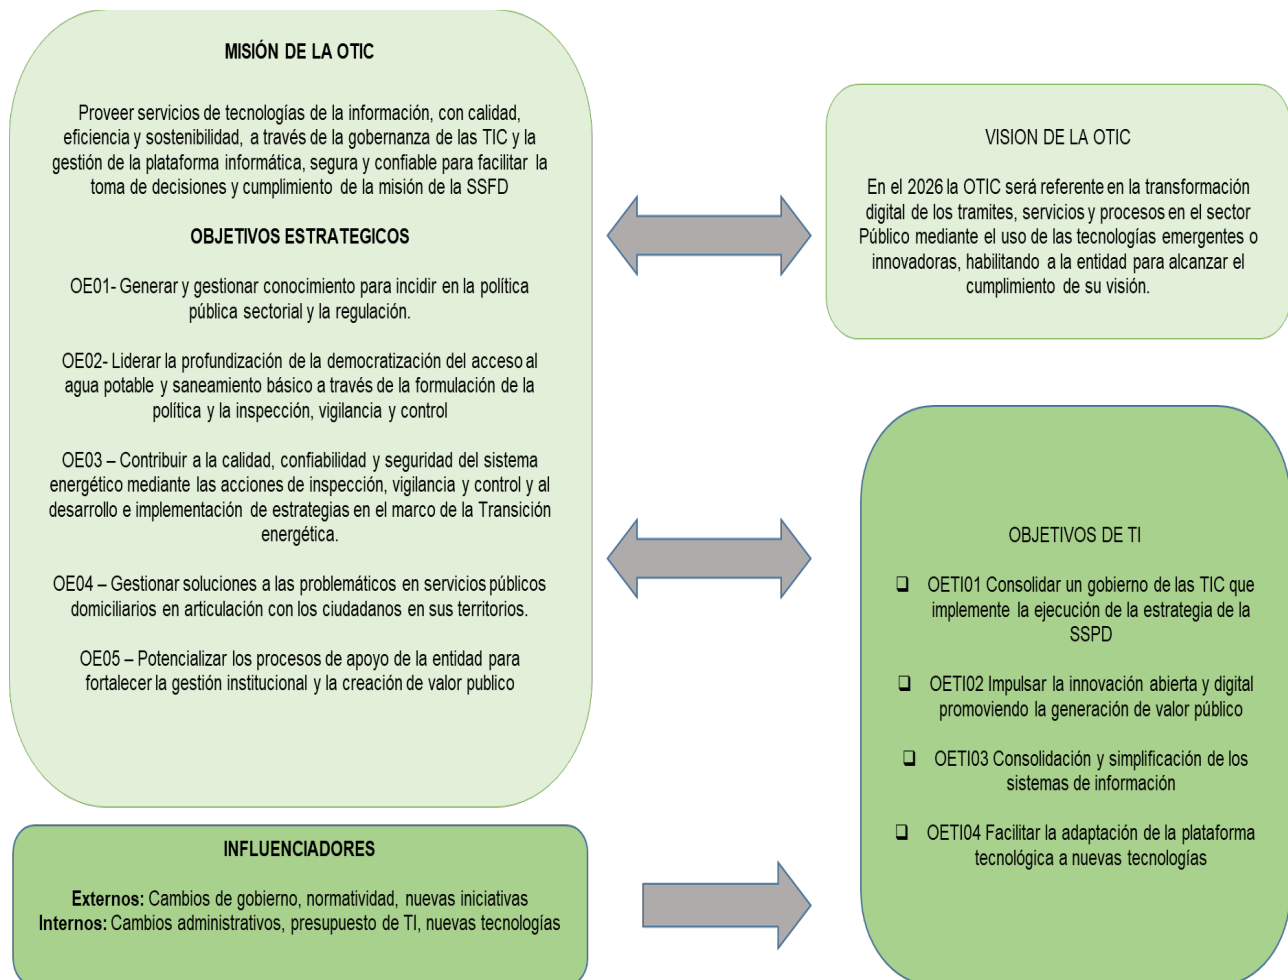 MISIÓN DE LA OTIC
Proveer servicios de tecnologías de la información, con calidad,
eficiencia y sostenibilidad, a través de la gobernanza de las TIC y la
gestión de la plataforma informática, segura y confiable para facilitar la
toma de decisiones y cumplimiento de la misión de la SSFD
OBJETIVOS ESTRATEGICOS
OE01- Generar y gestionar conocimiento para incidir en la política
pública sectorial y la regulación.
OE02- Liderar la profundización de la democratización del acceso al
agua potable y saneamiento básico a través de la formulación de la
política y la inspección, vigilancia y control
OE03 – Contribuir a la calidad, confiabilidad y seguridad del sistema
energético mediante las acciones de inspección, vigilancia y control y al
desarrollo e implementación de estrategias en el marco de la Transición
energética.
OE04 – Gestionar soluciones a las problemáticos en servicios públicos
domiciliarios en articulación con los ciudadanos en sus territorios.
OE05 – Potencializar los procesos de apoyo de la entidad para
fortalecer la gestión institucional y la creación de valor publico
INFLUENCIADORES
Externos: Cambios de gobierno, normatividad, nuevas iniciativas
Internos: Cambios administrativos, presupuesto de TI, nuevas tecnologías
VISION DE LA OTIC
En el 2026 la OTIC será referente en la transformación
digital de los tramites, servicios y procesos en el sector
Público mediante el uso de las tecnologías emergentes o
innovadoras, habilitando a la entidad para alcanzar el
cumplimiento de su visión.
OBJETIVOS DE TI
❑ OETI01 Consolidar un gobierno de las TIC que
implemente la ejecución de la estrategia de la
SSPD
❑ OETI02 Impulsar la innovación abierta y digital
promoviendo la generación de valor público
❑ OETI03 Consolidación y simplificación de los
sistemas de información
❑ OETI04 Facilitar la adaptación de la plataforma
tecnológica a nuevas tecnologías